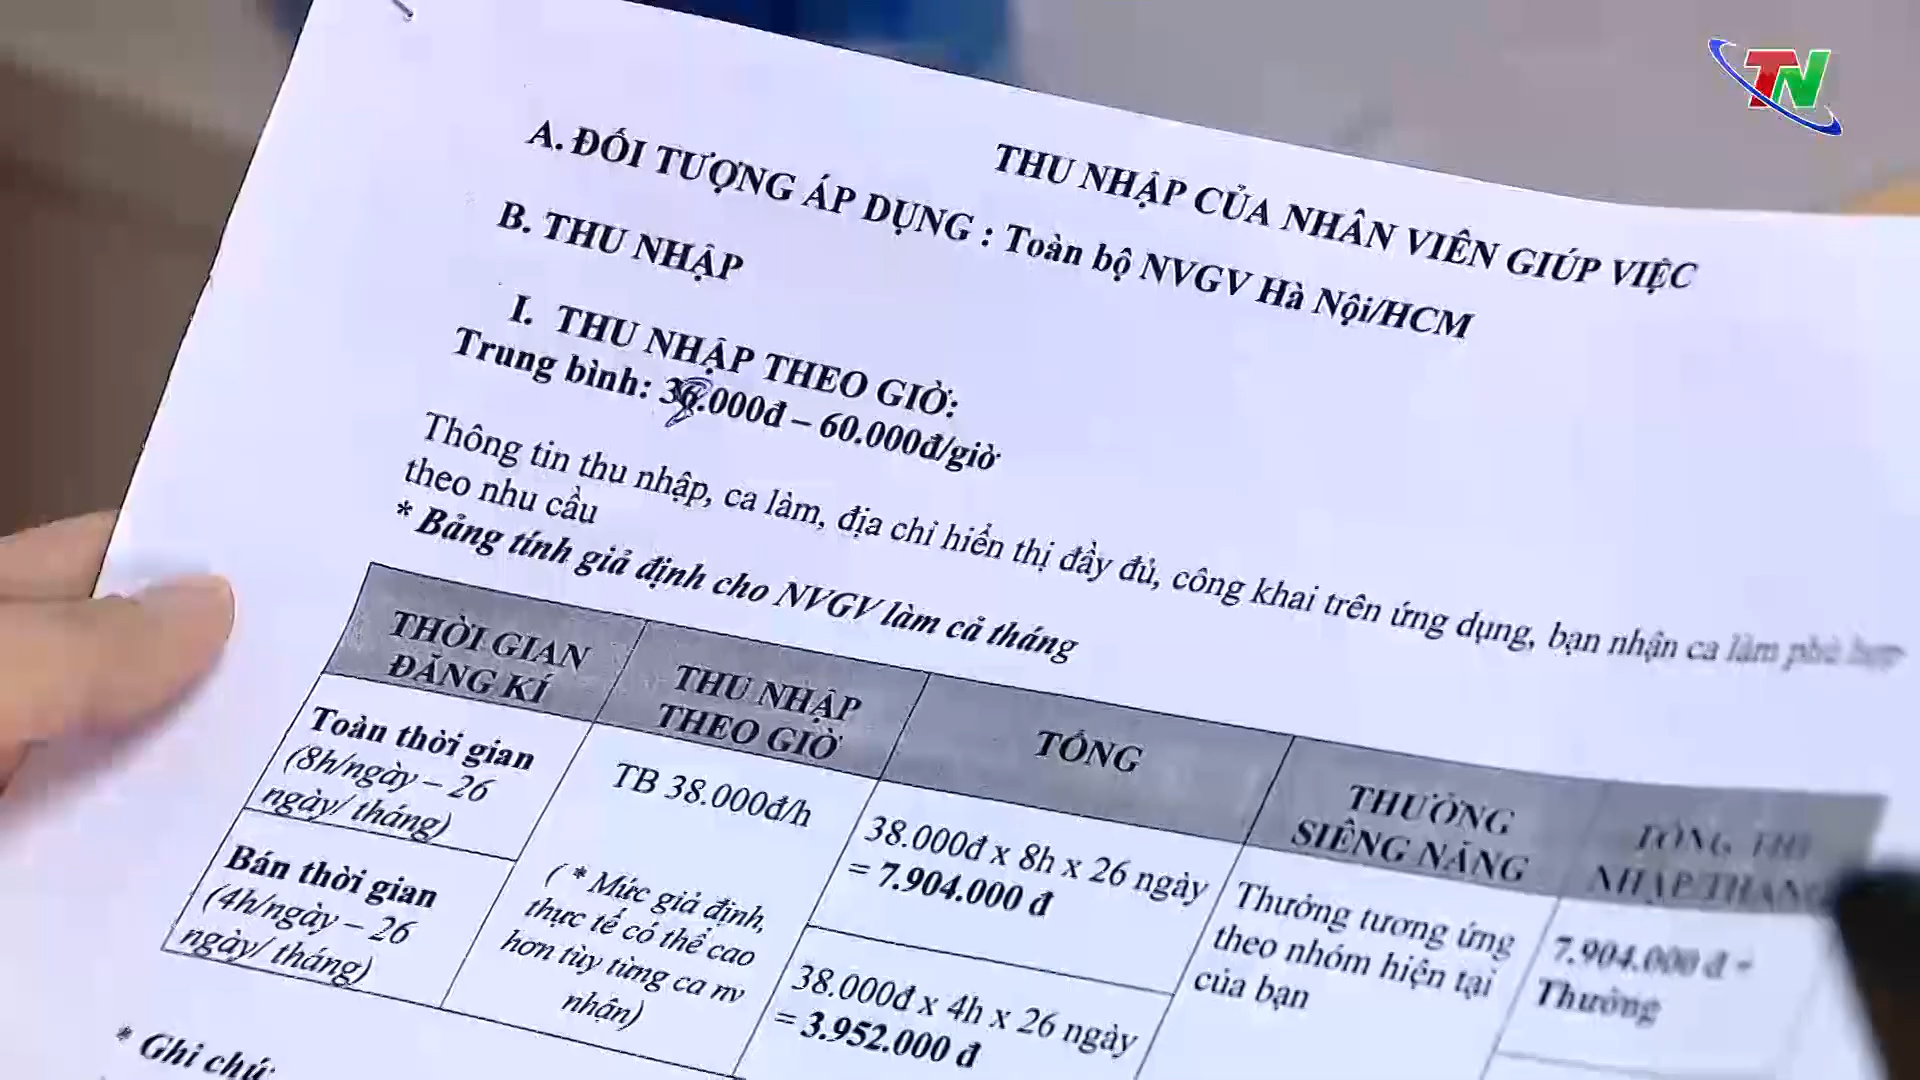 TN
THU NHẬP CỦA NHÂN VIÊN GIÚP VIỆC
A. ĐỐI TƯỢNG ÁP DỤNG : Toàn bộ NVGV Hà Nội/HCM
B. THU NHẬP
I. THU NHẬP THEO GIỜ:
Trung bình: 36.000đ – 60.000đ/giờ
Thông tin thu nhập, ca làm, địa chỉ hiển thị đầy đủ, công khai trên ứng dụng, bạn nhận ca làm phù hợp
theo nhu cầu
* Bảng tính giả định cho NVGV làm cả tháng
THỜI GIAN
ĐĂNG KÍ
THU NHẬP
THEO GIỜ
TỔNG
THƯỞNG
SIÊNG NĂNG
TỔNG THU
NHẬP/THÁNG
Toàn thời gian
(8h/ngày – 26
ngày/ tháng)
TB 38.000đ/h
( * Mức giả định,
thực tế có thể cao
hơn tùy từng ca nv
nhận)
38.000đ x 8h x 26 ngày
= 7.904.000 đ
Thưởng tương ứng
theo nhóm hiện tại
của bạn
7.904.000 đ +
Thưởng
Bán thời gian
(4h/ngày – 26
ngày/ tháng)
38.000đ x 4h x 26 ngày
= 3.952.000 đ
* Ghi chú: